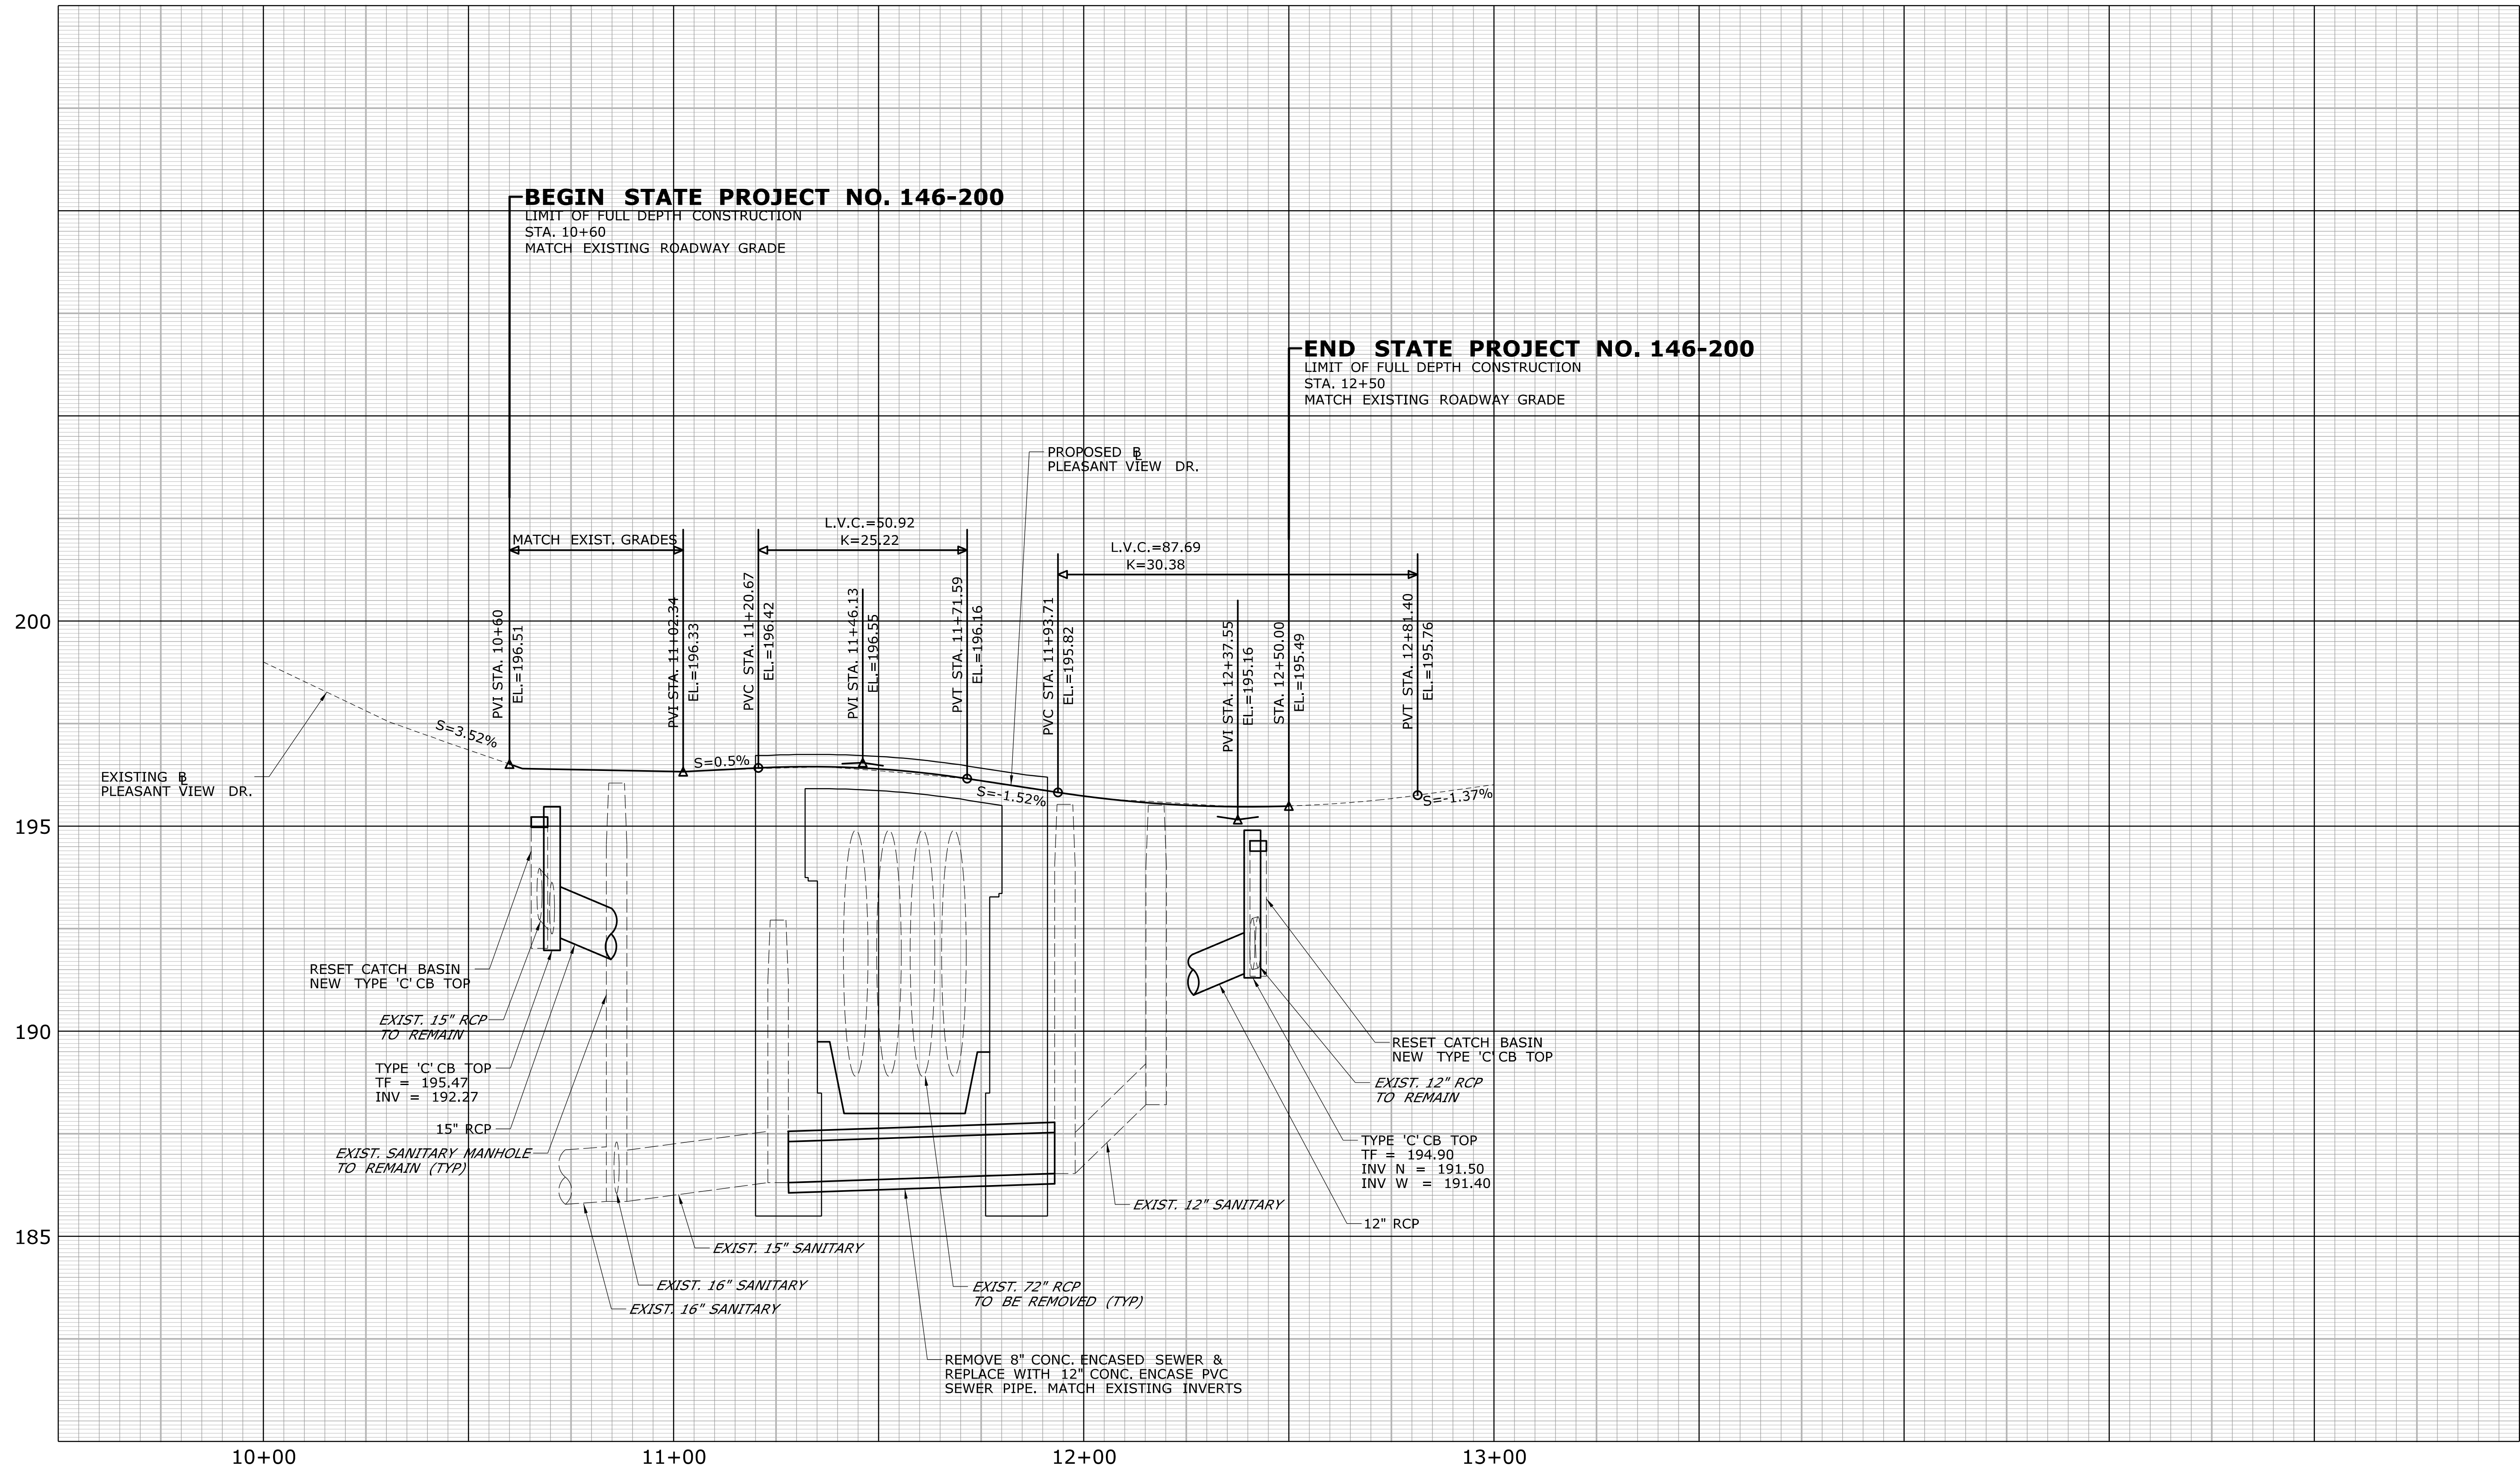 BEGIN STATE PROJECT NO. 146-200
LIMIT OF FULL DEPTH CONSTRUCTION
STA. 10+60
MATCH EXISTING ROADWAY GRADE
END STATE PROJECT NO. 146-200
LIMIT OF FULL DEPTH CONSTRUCTION
STA. 12+50
MATCH EXISTING ROADWAY GRADE
PROPOSED BL
PLEASANT VIEW DR.
MATCH EXIST. GRADES
L.V.C.=50.92
K=25.22
L.V.C.=87.69
K=30.38
PVI STA. 10+60
EL.=196.51
PVI STA. 11+02.34
EL.=196.33
PVC STA. 11+20.67
EL.=196.42
PVI STA. 11+46.13
EL.=196.55
PVT STA. 11+71.59
EL.=196.16
PVC STA. 11+93.71
EL.=195.82
PVI STA. 12+37.55
EL.=195.16
STA. 12+50.00
EL.=195.49
PVT STA. 12+81.40
EL.=195.76
S=3.52%
S=0.5%
S=-1.52%
S=-1.37%
EXISTING BL
PLEASANT VIEW DR.
RESET CATCH BASIN
NEW TYPE 'C' CB TOP
EXIST. 15" RCP
TO REMAIN
TYPE 'C' CB TOP
TF = 195.47
INV = 192.27
15" RCP
EXIST. SANITARY MANHOLE
TO REMAIN (TYP)
RESET CATCH BASIN
NEW TYPE 'C' CB TOP
EXIST. 12" RCP
TO REMAIN
TYPE 'C' CB TOP
TF = 194.90
INV N = 191.50
INV W = 191.40
12" RCP
EXIST. 12" SANITARY
EXIST. 15" SANITARY
EXIST. 16" SANITARY
EXIST. 16" SANITARY
EXIST. 72" RCP
TO BE REMOVED (TYP)
REMOVE 8" CONC. ENCASED SEWER &
REPLACE WITH 12" CONC. ENCASE PVC
SEWER PIPE. MATCH EXISTING INVERTS
200
195
190
185
10+00
11+00
12+00
13+00